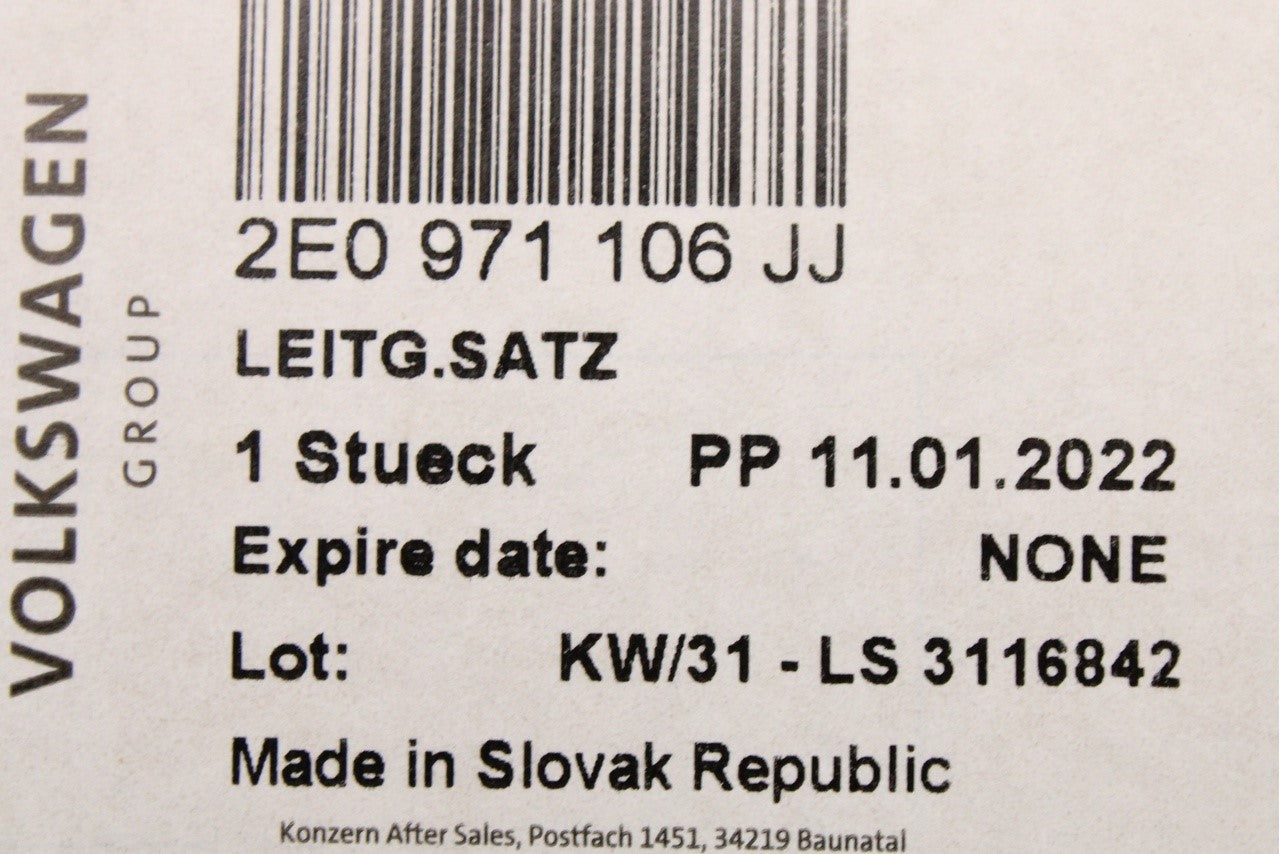 VOLKSWAGEN
GROUP
2E0 971 106 JJ
LEITG.SATZ
1 Stueck PP 11.01.2022
Expire date: NONE
Lot: KW/31 - LS 3116842
Made in Slovak Republic
Konzern After Sales, Postfach 1451, 34219 Baunatal